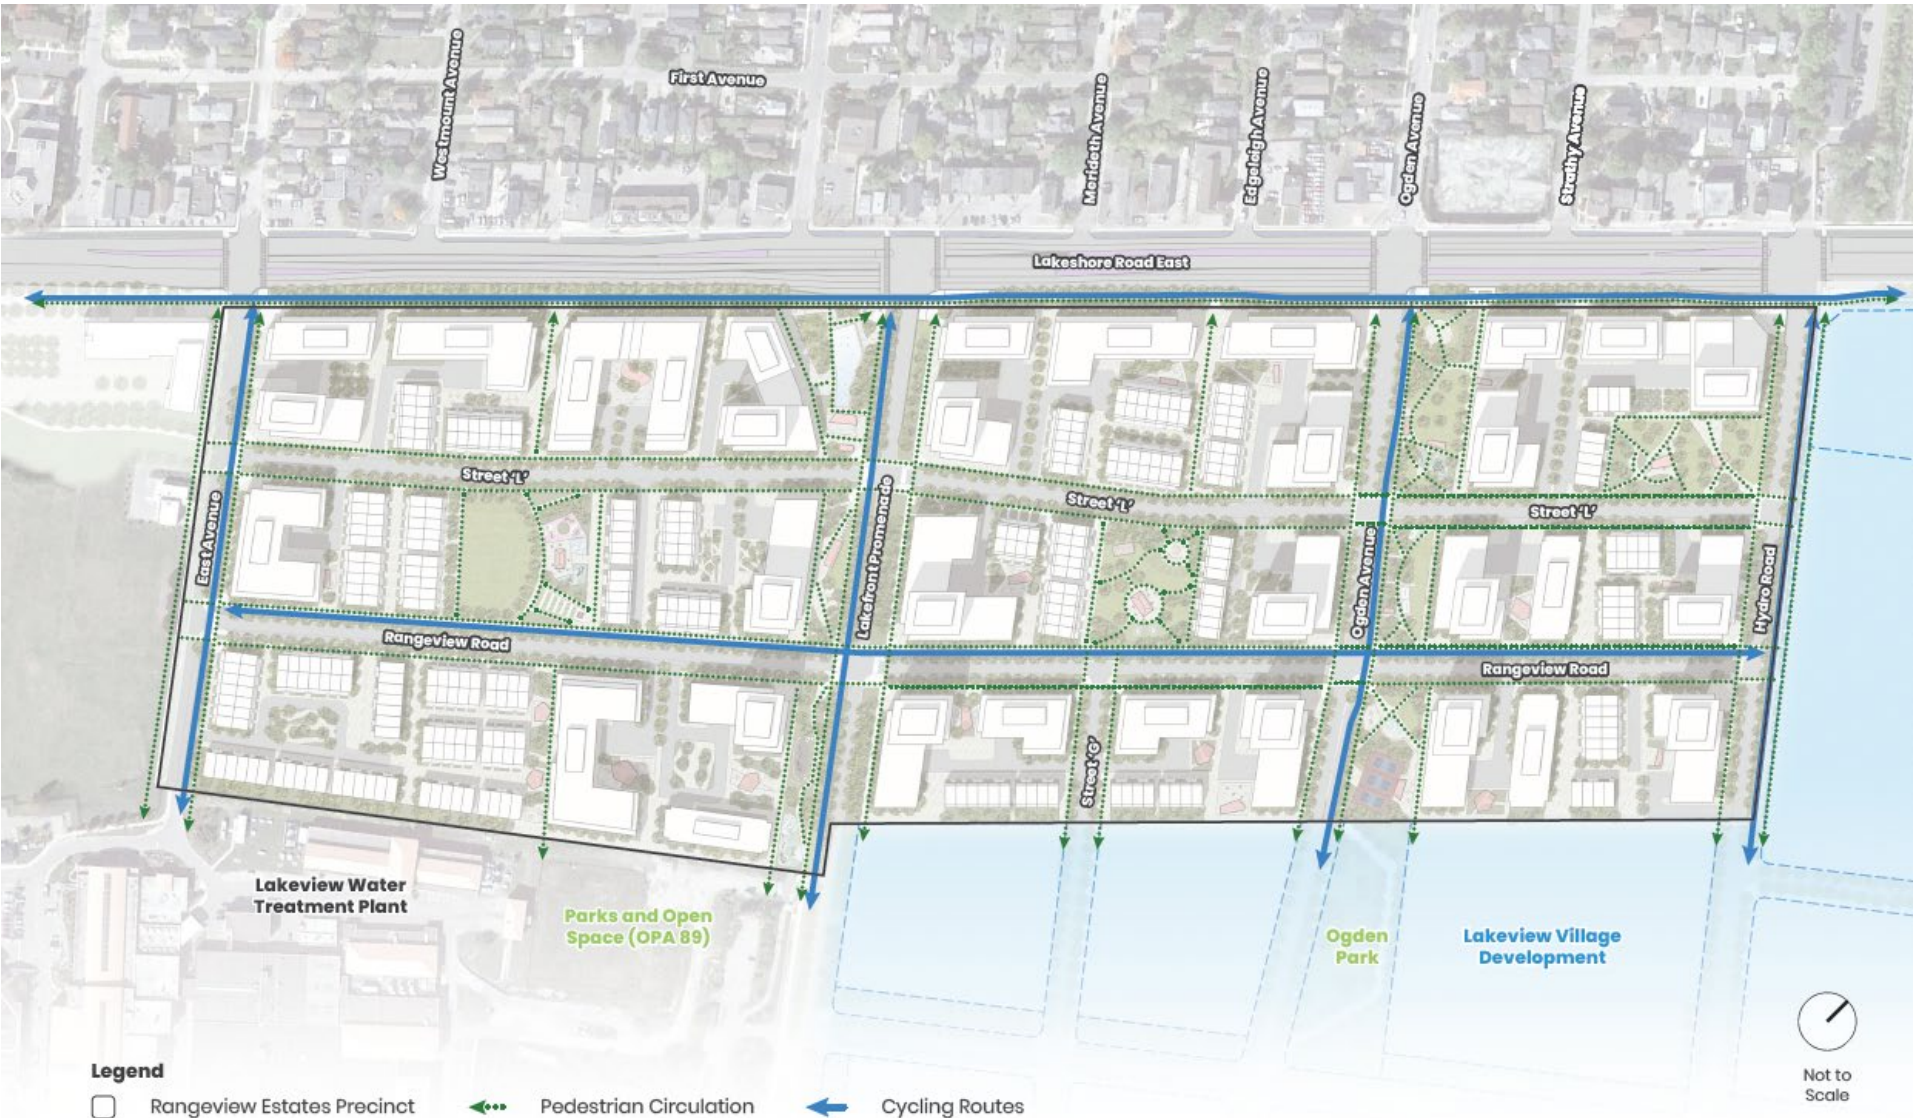 Westmount Avenue
First Avenue
Merideth Avenue
Edgeleigh Avenue
Ogden Avenue
Strathy Avenue
Lakeshore Road East
Street 'L'
Street 'L'
Street 'L'
East Avenue
Lakefront Promenade
Ogden Avenue
Hydro Road
Rangeview Road
Rangeview Road
Street 'G'
Lakeview Water
Treatment Plant
Parks and Open
Space (OPA 89)
Ogden
Park
Lakeview Village
Development
Not to
Scale
Legend
Rangeview Estates Precinct
Pedestrian Circulation
Cycling Routes